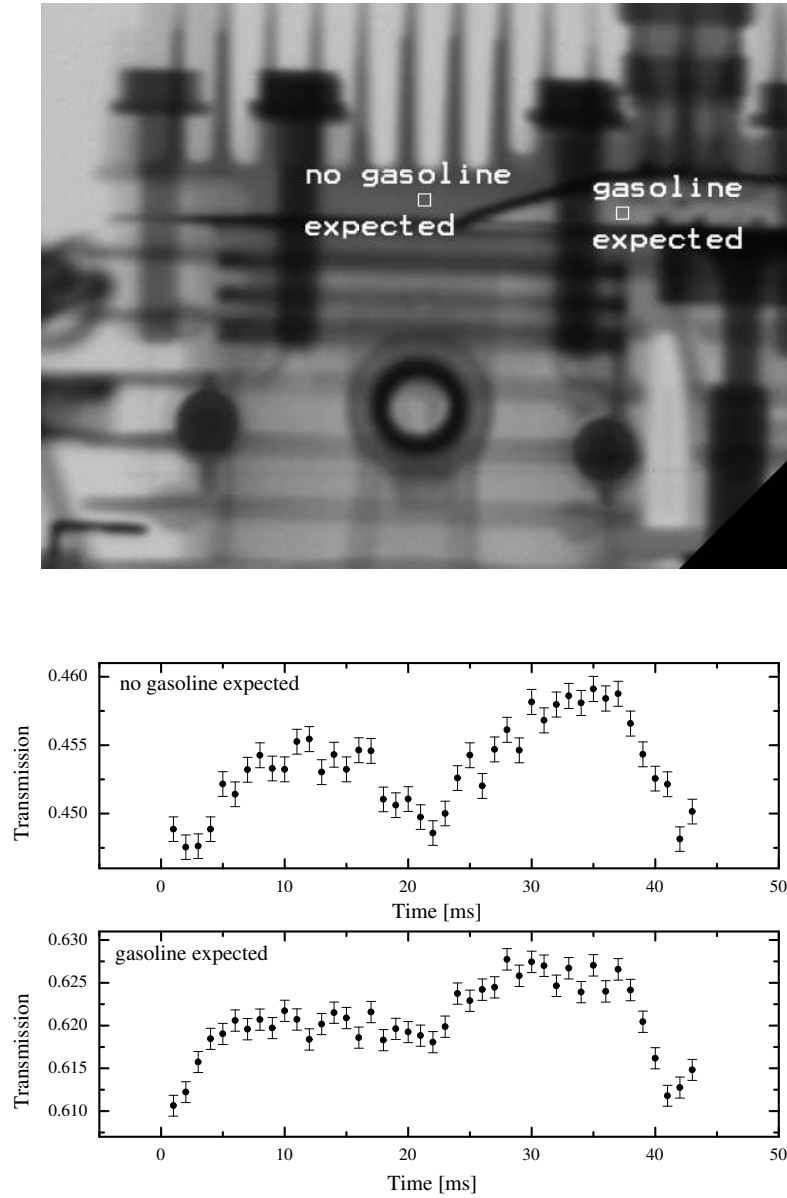 no gasoline
expected
gasoline
expected
no gasoline expected
Transmission
0.460
0.455
0.450
0 10 20 30 40 50
Time [ms]
gasoline expected
Transmission
0.630
0.625
0.620
0.615
0.610
0 10 20 30 40 50
Time [ms]